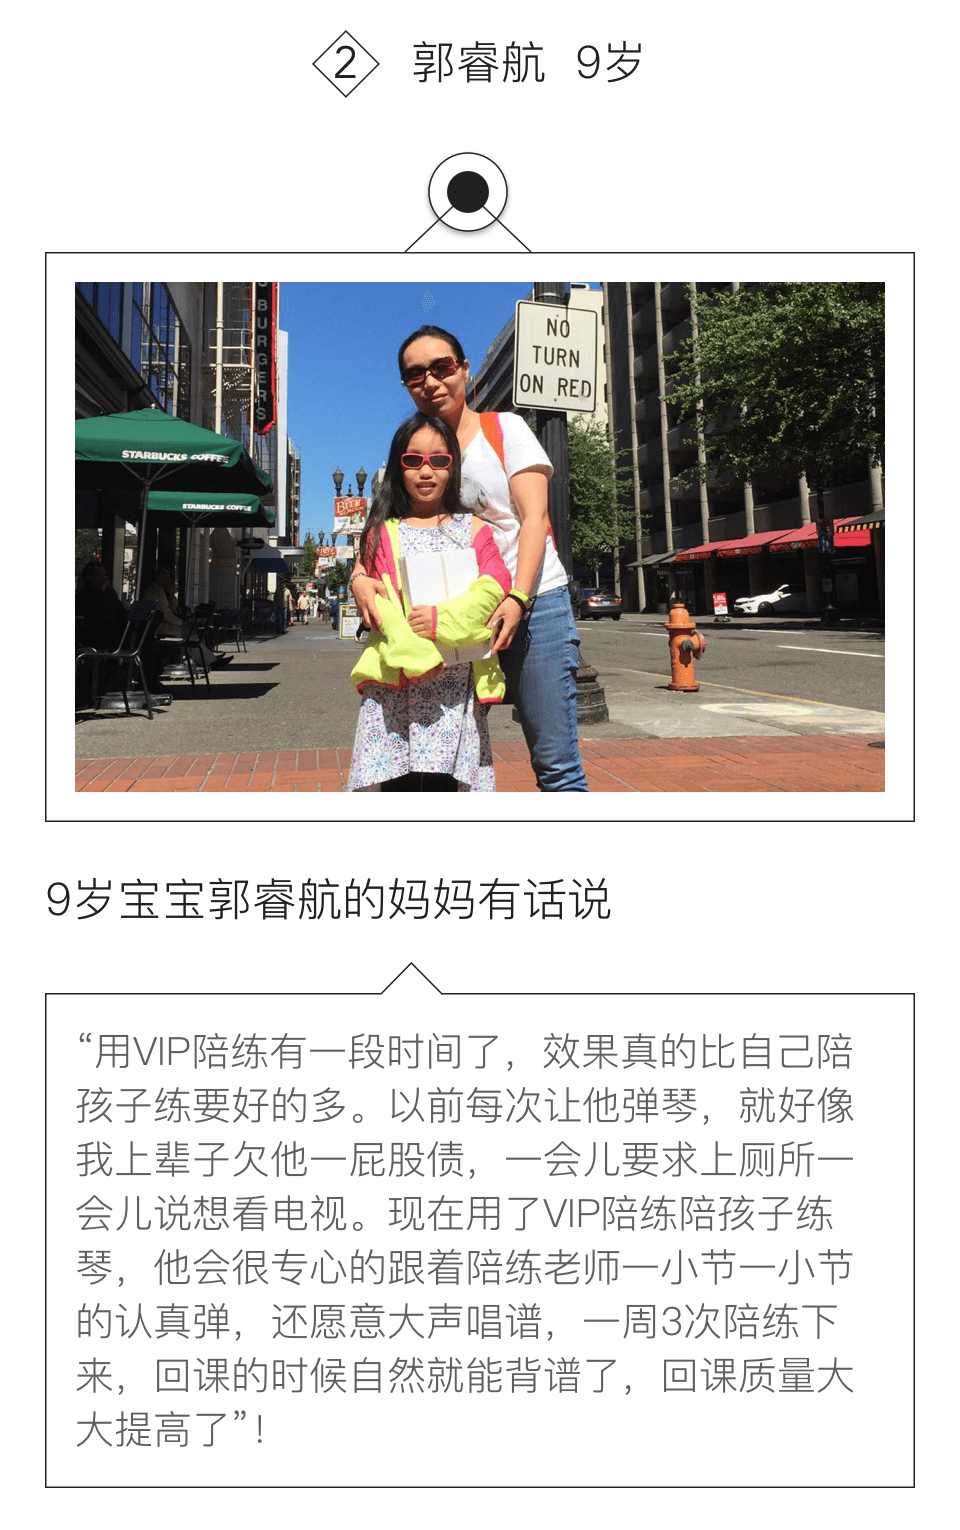 2 郭睿航 9岁
BURGERS
NO
TURN
ON RED
STARBUCKS COFFEE
STARBUCKS COFFEE
BITE
9岁宝宝郭睿航的妈妈有话说
“用VIP陪练有一段时间了，效果真的比自己陪
孩子练要好的多。以前每次让他弹琴，就好像
我上辈子欠他一屁股债，一会儿要求上厕所一
会儿说想看电视。现在用了VIP陪练陪孩子练
琴，他会很专心的跟着陪练老师一小节一小节
的认真弹，还愿意大声唱谱，一周3次陪练下
来，回课的时候自然就能背谱了，回课质量大
大提高了”！